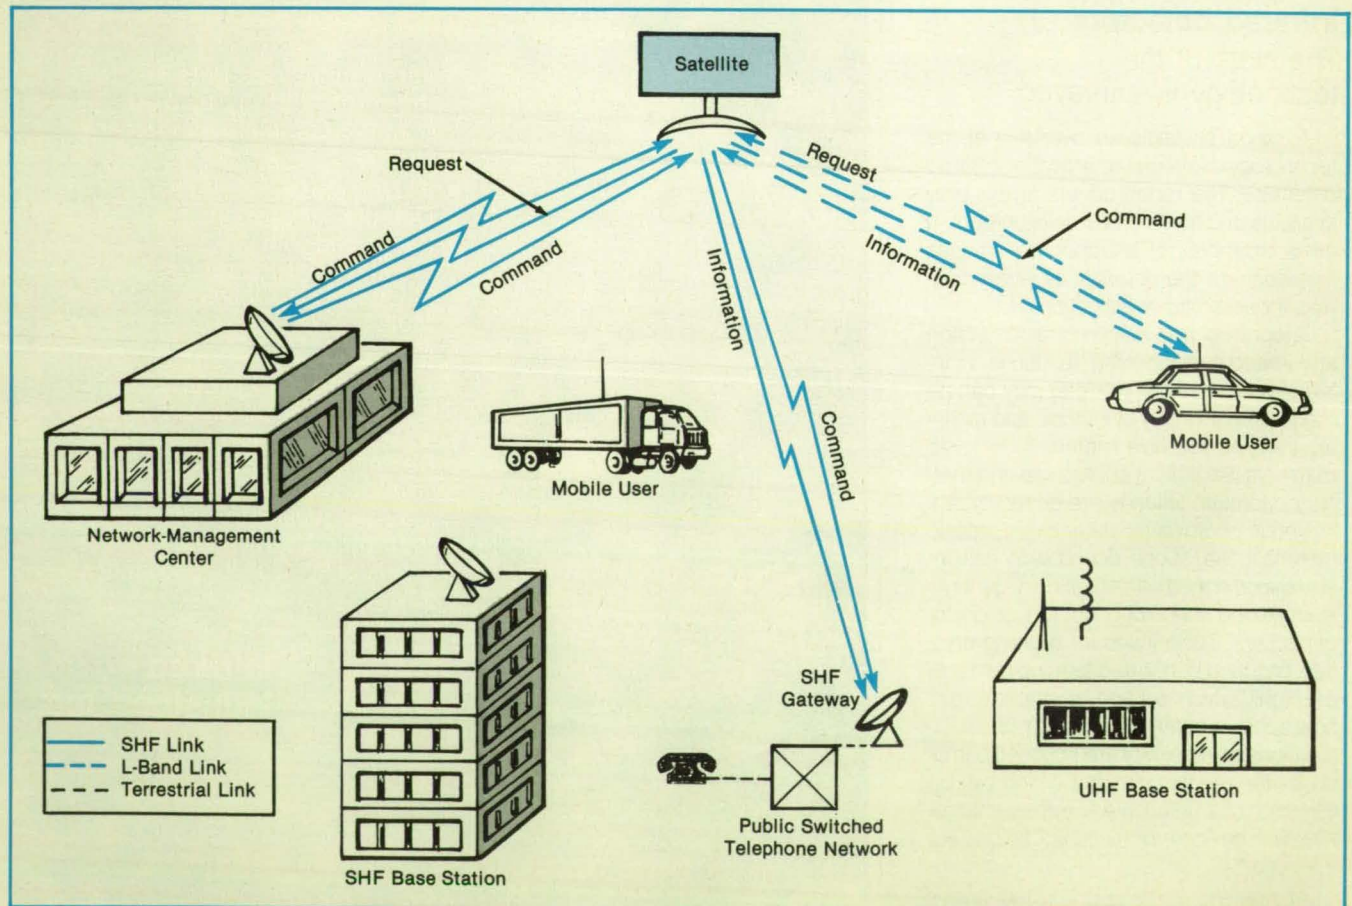 Satellite
Request
Command
Command
Information
Command
Request
Command
Information
Mobile User
Mobile User
Network-Management
Center
SHF
Gateway
SHF Link
L-Band Link
Terrestrial Link
SHF Base Station
Public Switched
Telephone Network
UHF Base Station